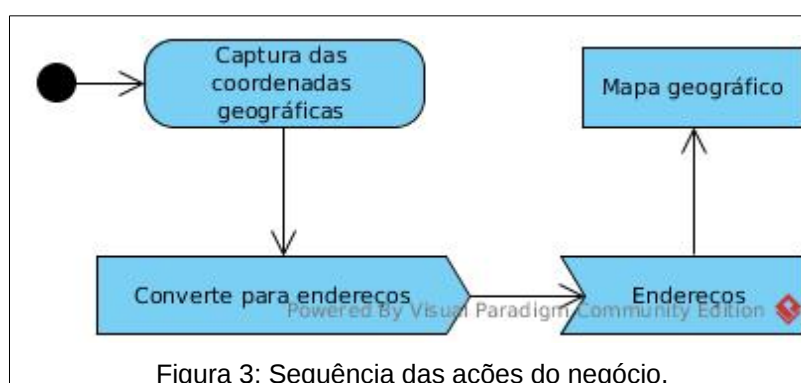 Captura das
coordenadas
geográficas
Mapa geográfico
Converte para endereços
Endereços
Powered By Visual Paradigm Community Edition
Figura 3: Sequência das ações do negócio.